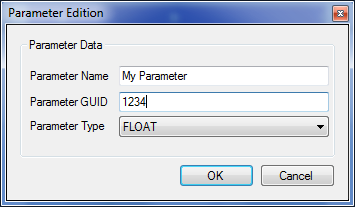 Parameter Edition
Parameter Data
Parameter Name My Parameter
Parameter GUID 1234
Parameter Type FLOAT
OK Cancel